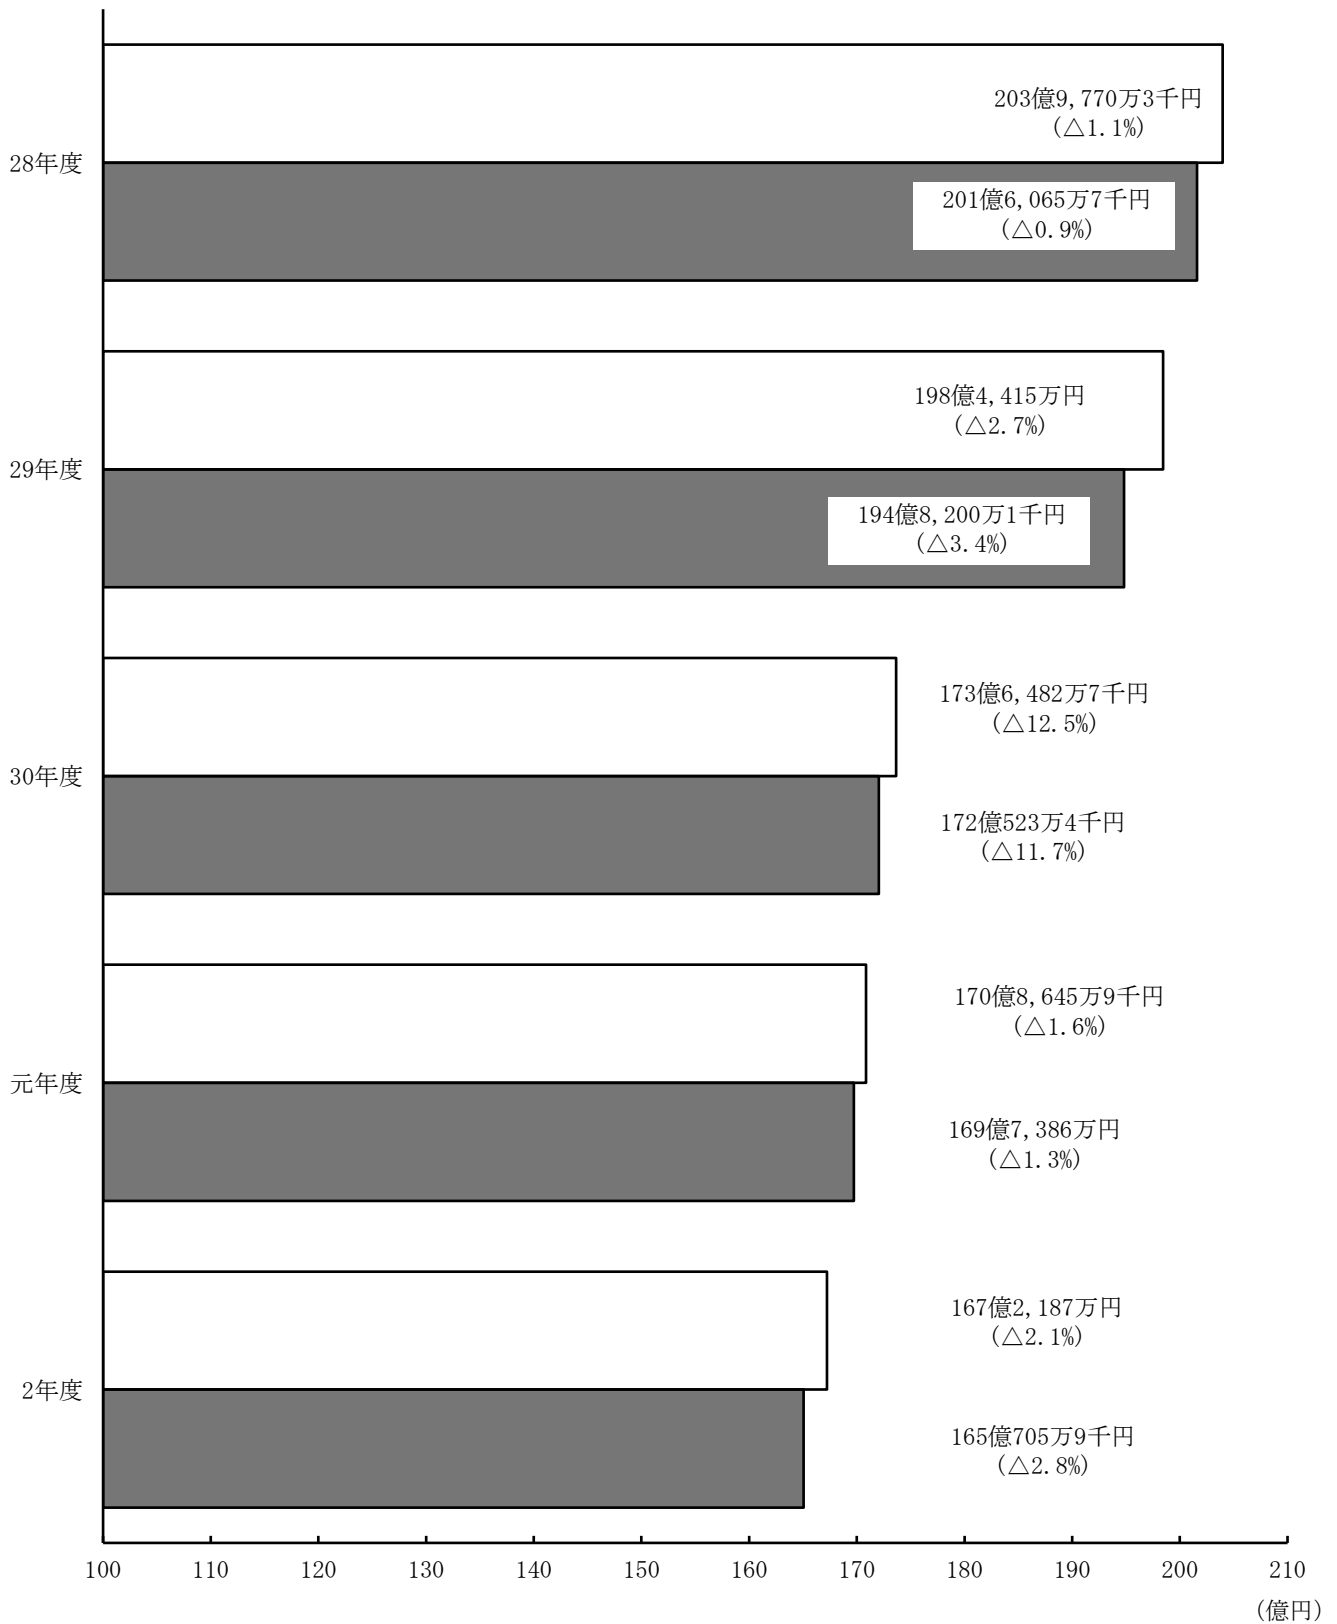 203億9,770万3千円
(△1.1%)
28年度
201億6,065万7千円
(△0.9%)
198億4,415万円
(△2.7%)
29年度
194億8,200万1千円
(△3.4%)
173億6,482万7千円
(△12.5%)
30年度
172億523万4千円
(△11.7%)
170億8,645万9千円
(△1.6%)
元年度
169億7,386万円
(△1.3%)
167億2,187万円
(△2.1%)
2年度
165億705万9千円
(△2.8%)
100 110 120 130 140 150 160 170 180 190 200 210
(億円)